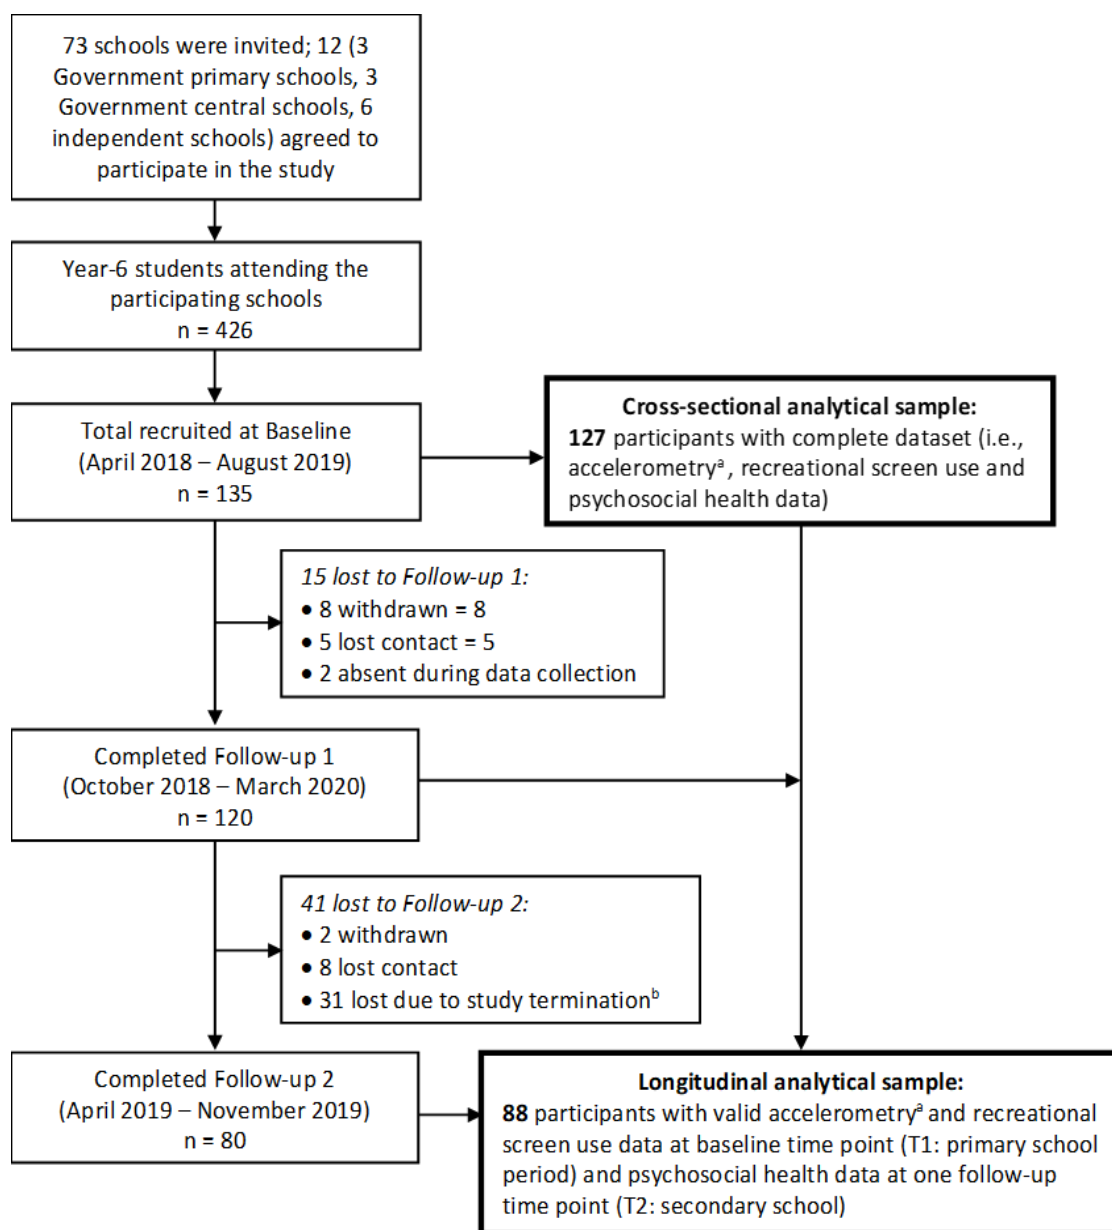 73 schools were invited; 12 (3
Government primary schools, 3
Government central schools, 6
independent schools) agreed to
participate in the study
Year-6 students attending the
participating schools
n = 426
Total recruited at Baseline
(April 2018 – August 2019)
n = 135
Cross-sectional analytical sample:
127 participants with complete dataset (i.e.,
accelerometryᵃ, recreational screen use and
psychosocial health data)
15 lost to Follow-up 1:
• 8 withdrawn = 8
• 5 lost contact = 5
• 2 absent during data collection
Completed Follow-up 1
(October 2018 – March 2020)
n = 120
41 lost to Follow-up 2:
• 2 withdrawn
• 8 lost contact
• 31 lost due to study terminationᵇ
Completed Follow-up 2
(April 2019 – November 2019)
n = 80
Longitudinal analytical sample:
88 participants with valid accelerometryᵃ and recreational
screen use data at baseline time point (T1: primary school
period) and psychosocial health data at one follow-up
time point (T2: secondary school)